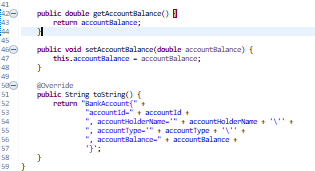 41
42 public double getAccountBalance() {
43 return accountBalance;
44 }
45
46 public void setAccountBalance(double accountBalance) {
47 this.accountBalance = accountBalance;
48 }
49
50 @Override
51 public String toString() {
52 return "BankAccount{" +
53 "accountId=" + accountId +
54 ", accountHolderName='" + accountHolderName + '\'' +
55 ", accountType='" + accountType + '\'' +
56 ", accountBalance=" + accountBalance +
57 '}';
58 }
59 }